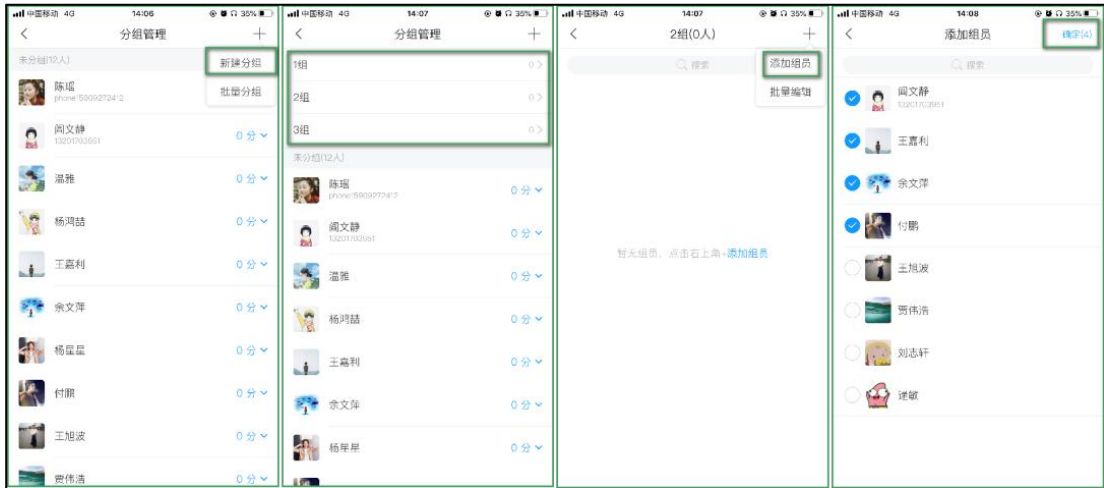 中国移动 4G 14:06 35%
分组管理
未分组(12人)
新建分组
批量分组
陈瑶
阎文静
0 分
温雅
0 分
杨鸿喆
0 分
王嘉利
0 分
余文萍
0 分
杨星星
0 分
付鹏
0 分
王旭波
0 分
贾伟浩
0 分
中国移动 4G 14:07 35%
分组管理
1组
0
2组
0
3组
0
未分组(12人)
陈瑶
0 分
阎文静
0 分
温雅
0 分
杨鸿喆
0 分
王嘉利
0 分
余文萍
0 分
杨星星
0 分
中国移动 4G 14:07 35%
2组(0人)
搜索
添加组员
批量编辑
暂无组员，点击右上角+添加组员
中国移动 4G 14:08 35%
添加组员
确定(4)
搜索
阎文静
王嘉利
余文萍
付鹏
王旭波
贾伟浩
刘志轩
逯敏